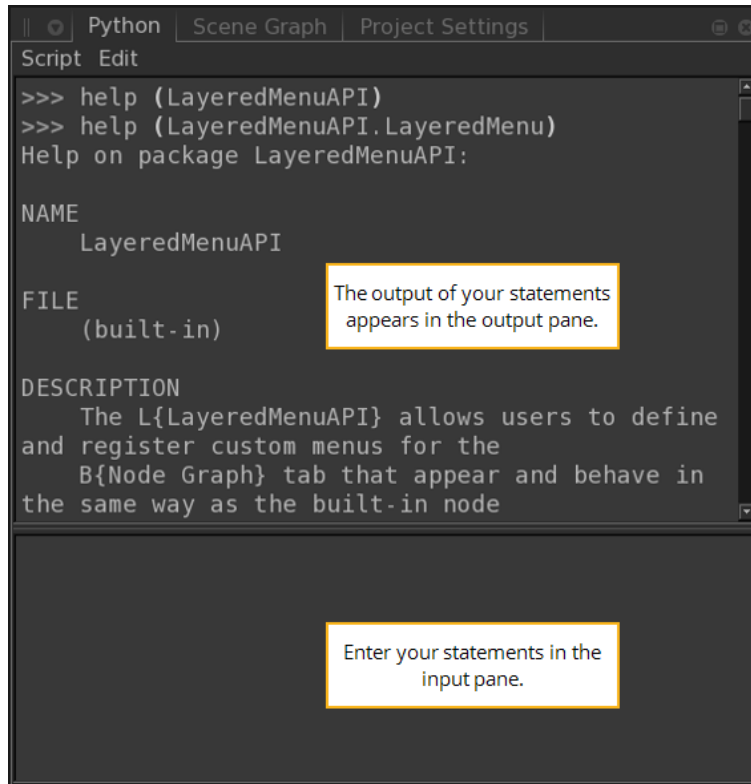 Python Scene Graph Project Settings
Script Edit
>>> help (LayeredMenuAPI)
>>> help (LayeredMenuAPI.LayeredMenu)
Help on package LayeredMenuAPI:
NAME
LayeredMenuAPI
FILE
(built-in)
The output of your statements
appears in the output pane.
DESCRIPTION
The L{LayeredMenuAPI} allows users to define
and register custom menus for the
B{Node Graph} tab that appear and behave in
the same way as the built-in node
Enter your statements in the
input pane.